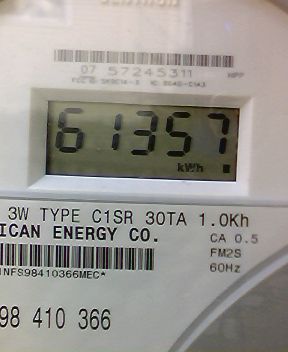 07 57245311
61357
kWh
3W TYPE C1SR 30TA 1.0Kh
ICAN ENERGY CO.
CA 0.5
FM2S
60Hz
1NFS98410366MEC*
98 410 366